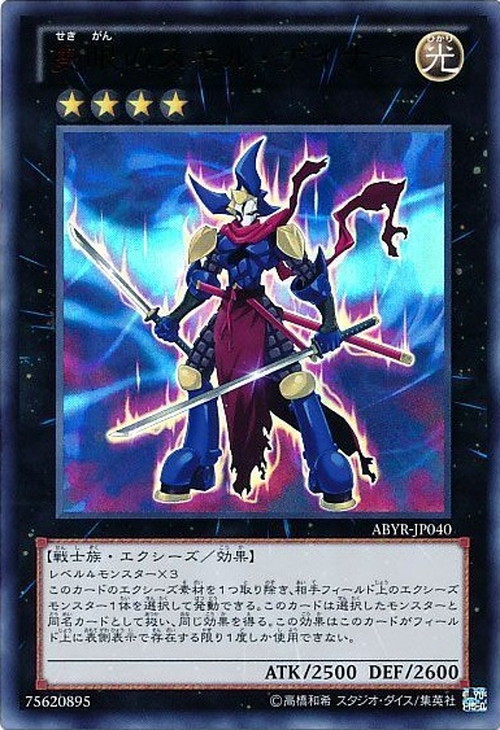 せき がん
ひかり
光
ABYR-JP040
【戦士族・エクシーズ/効果】
レベル4モンスター×3
このカードのエクシーズ素材を1つ取り除き、相手フィールド上のエクシーズ
モンスター1体を選択して発動できる。このカードは選択したモンスターと
同名カードとして扱い、同じ効果を得る。この効果はこのカードがフィールド
上に表側表示で存在する限り1度しか使用できない。
ATK/2500 DEF/2600
75620895
©高橋和希 スタジオ・ダイス/集英社